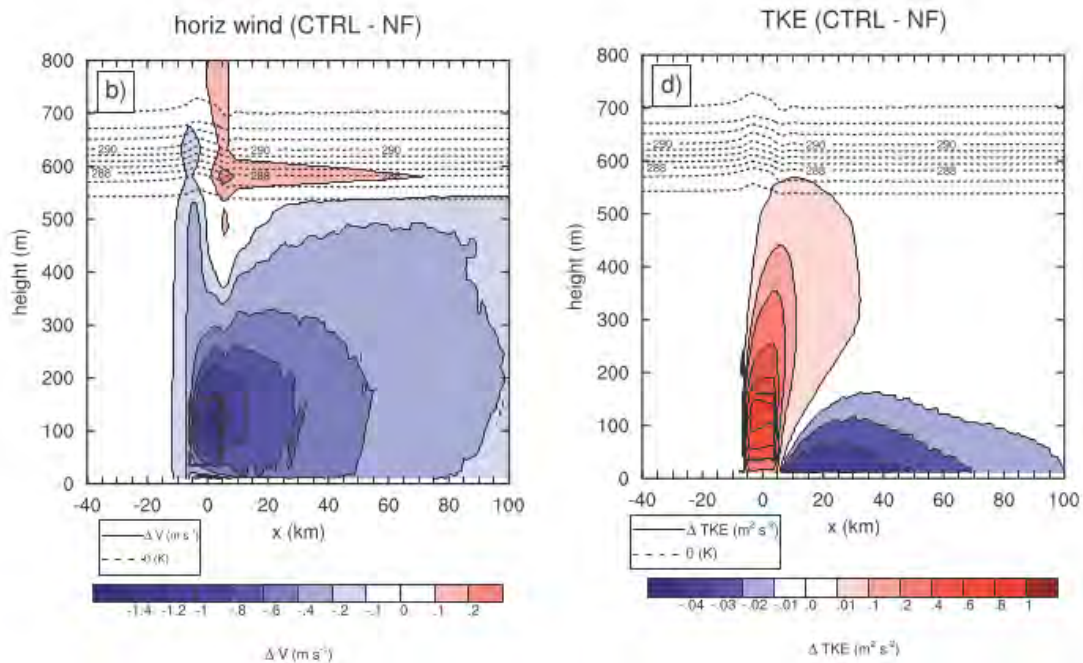 horiz wind (CTRL - NF)
b)
800
700
600
500
400
300
200
100
0
height (m)
290
288
290
288
-40
-20
0
20
40
60
80
100
x (km)
Δ V (m s⁻¹)
θ (K)
-1.4 -1.2 -1 -.8 -.6 -.4 -.2 -.1 0 .1 .2
Δ V (m s⁻¹)
TKE (CTRL - NF)
d)
800
700
600
500
400
300
200
100
0
height (m)
290
288
290
288
-40
-20
0
20
40
60
80
100
x (km)
Δ TKE (m² s⁻²)
θ (K)
-.04 -.03 -.02 -.01 .0 .01 .1 .2 .4 .6 .8 1
Δ TKE (m² s⁻²)